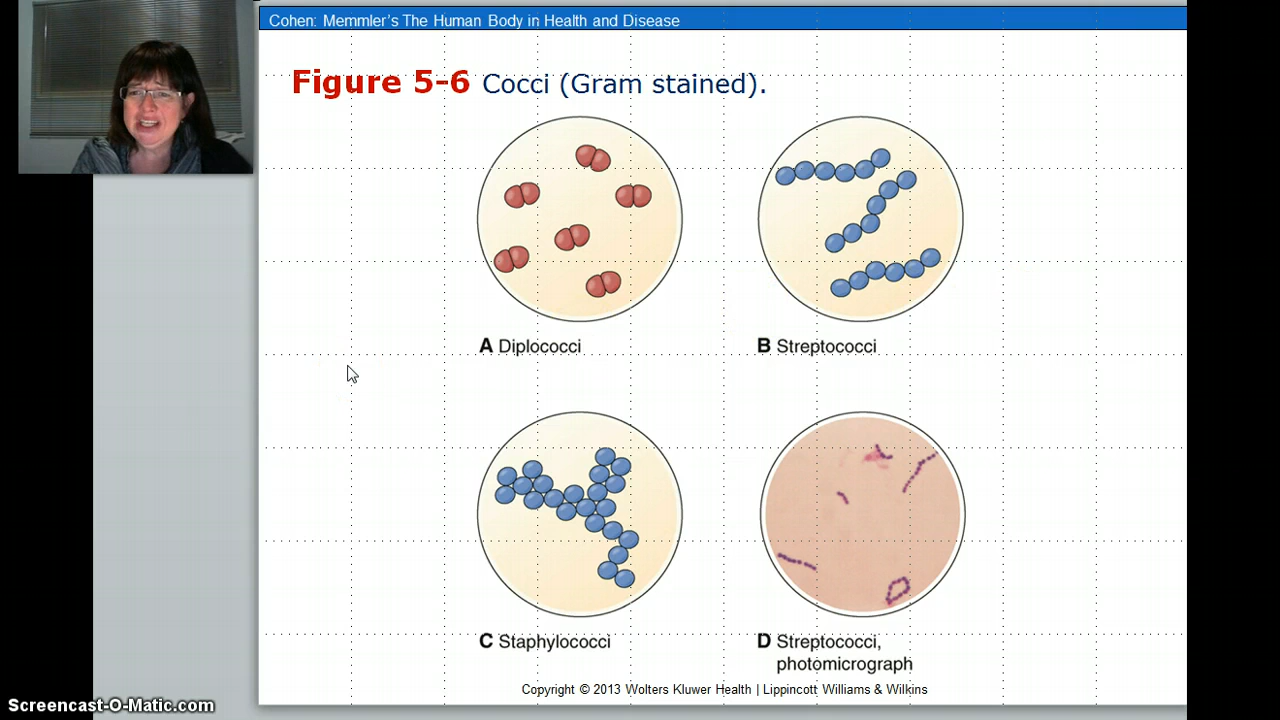 Cohen: Memmler's The Human Body in Health and Disease
Figure 5-6 Cocci (Gram stained).
A Diplococci
B Streptococci
C Staphylococci
D Streptococci,
photomicrograph
Copyright © 2013 Wolters Kluwer Health | Lippincott Williams & Wilkins
Screencast-O-Matic.com